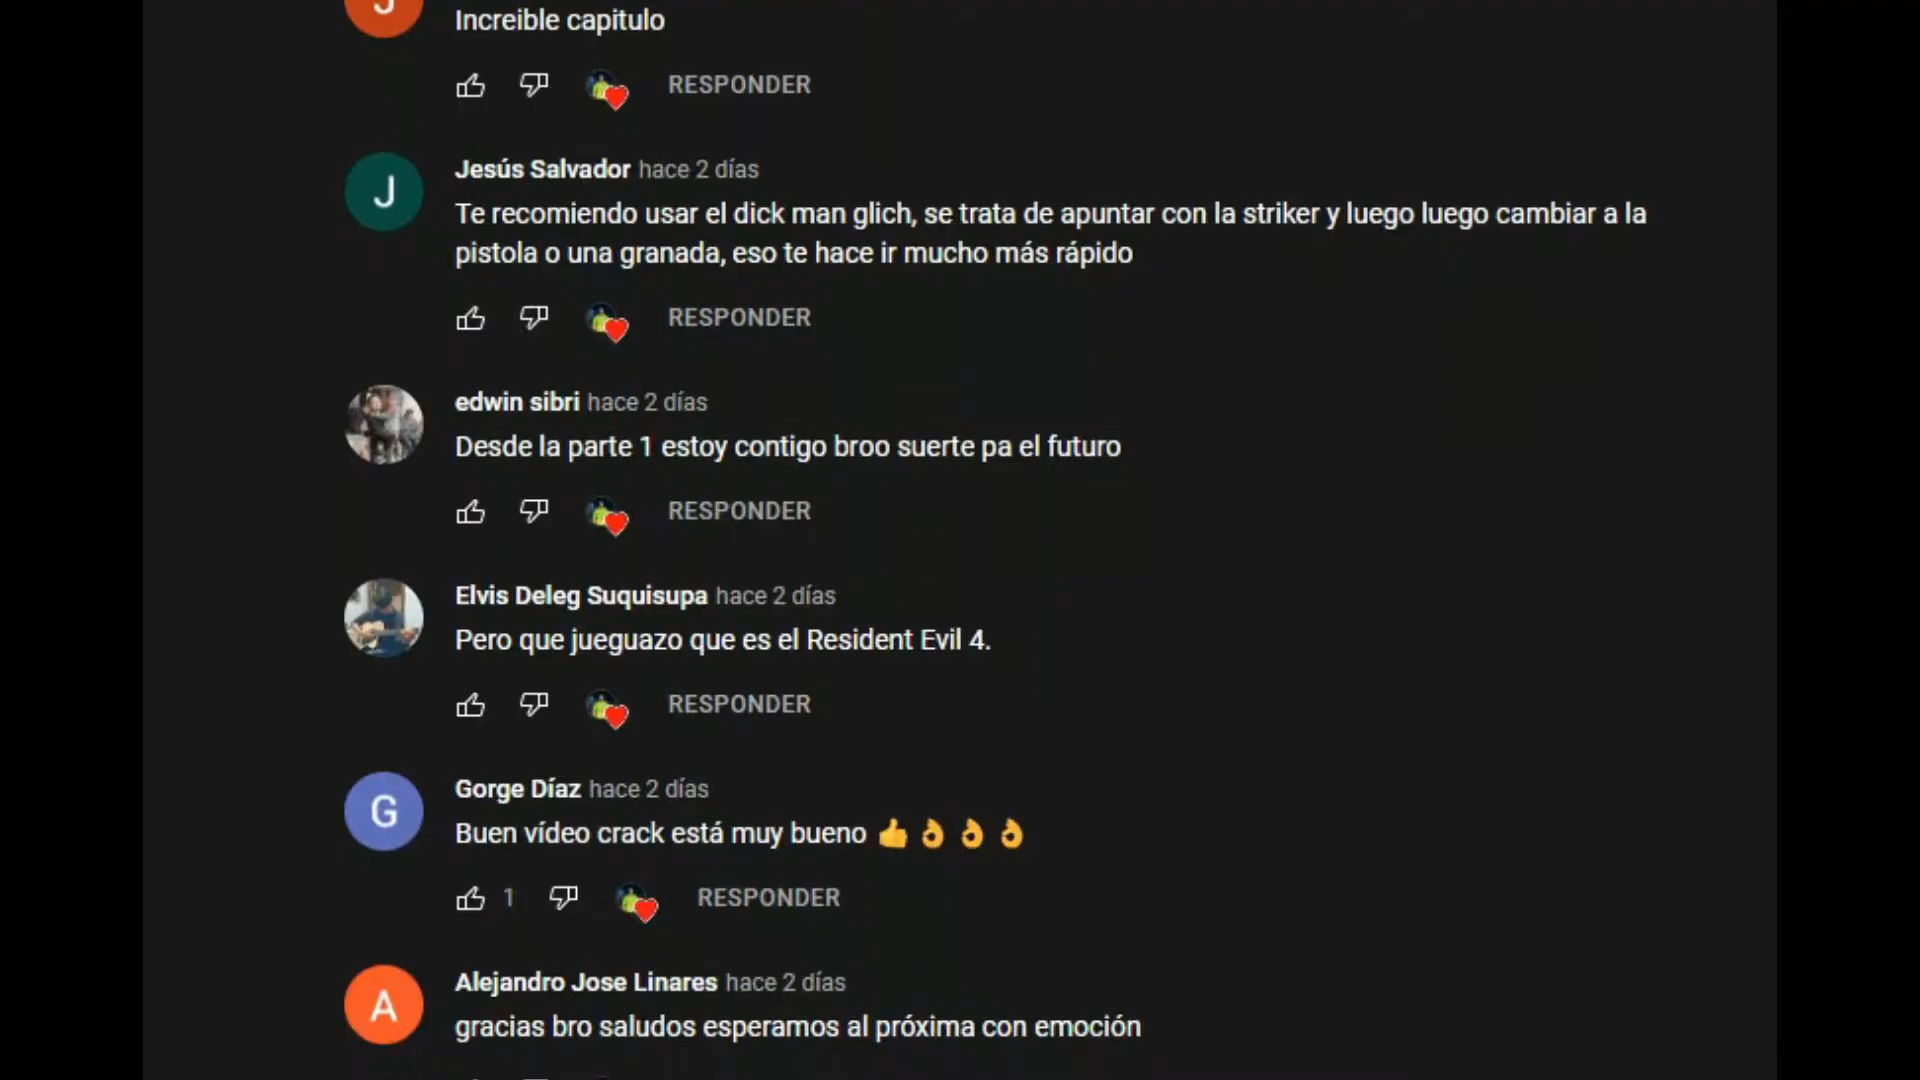 J
Increible capitulo
RESPONDER
J
Jesús Salvador hace 2 días
Te recomiendo usar el dick man glich, se trata de apuntar con la striker y luego luego cambiar a la
pistola o una granada, eso te hace ir mucho más rápido
RESPONDER
edwin sibri hace 2 días
Desde la parte 1 estoy contigo broo suerte pa el futuro
RESPONDER
Elvis Deleg Suquisupa hace 2 días
Pero que jueguazo que es el Resident Evil 4.
RESPONDER
G
Gorge Díaz hace 2 días
Buen vídeo crack está muy bueno 👍👌👌👌
1 RESPONDER
A
Alejandro Jose Linares hace 2 días
gracias bro saludos esperamos al próxima con emoción